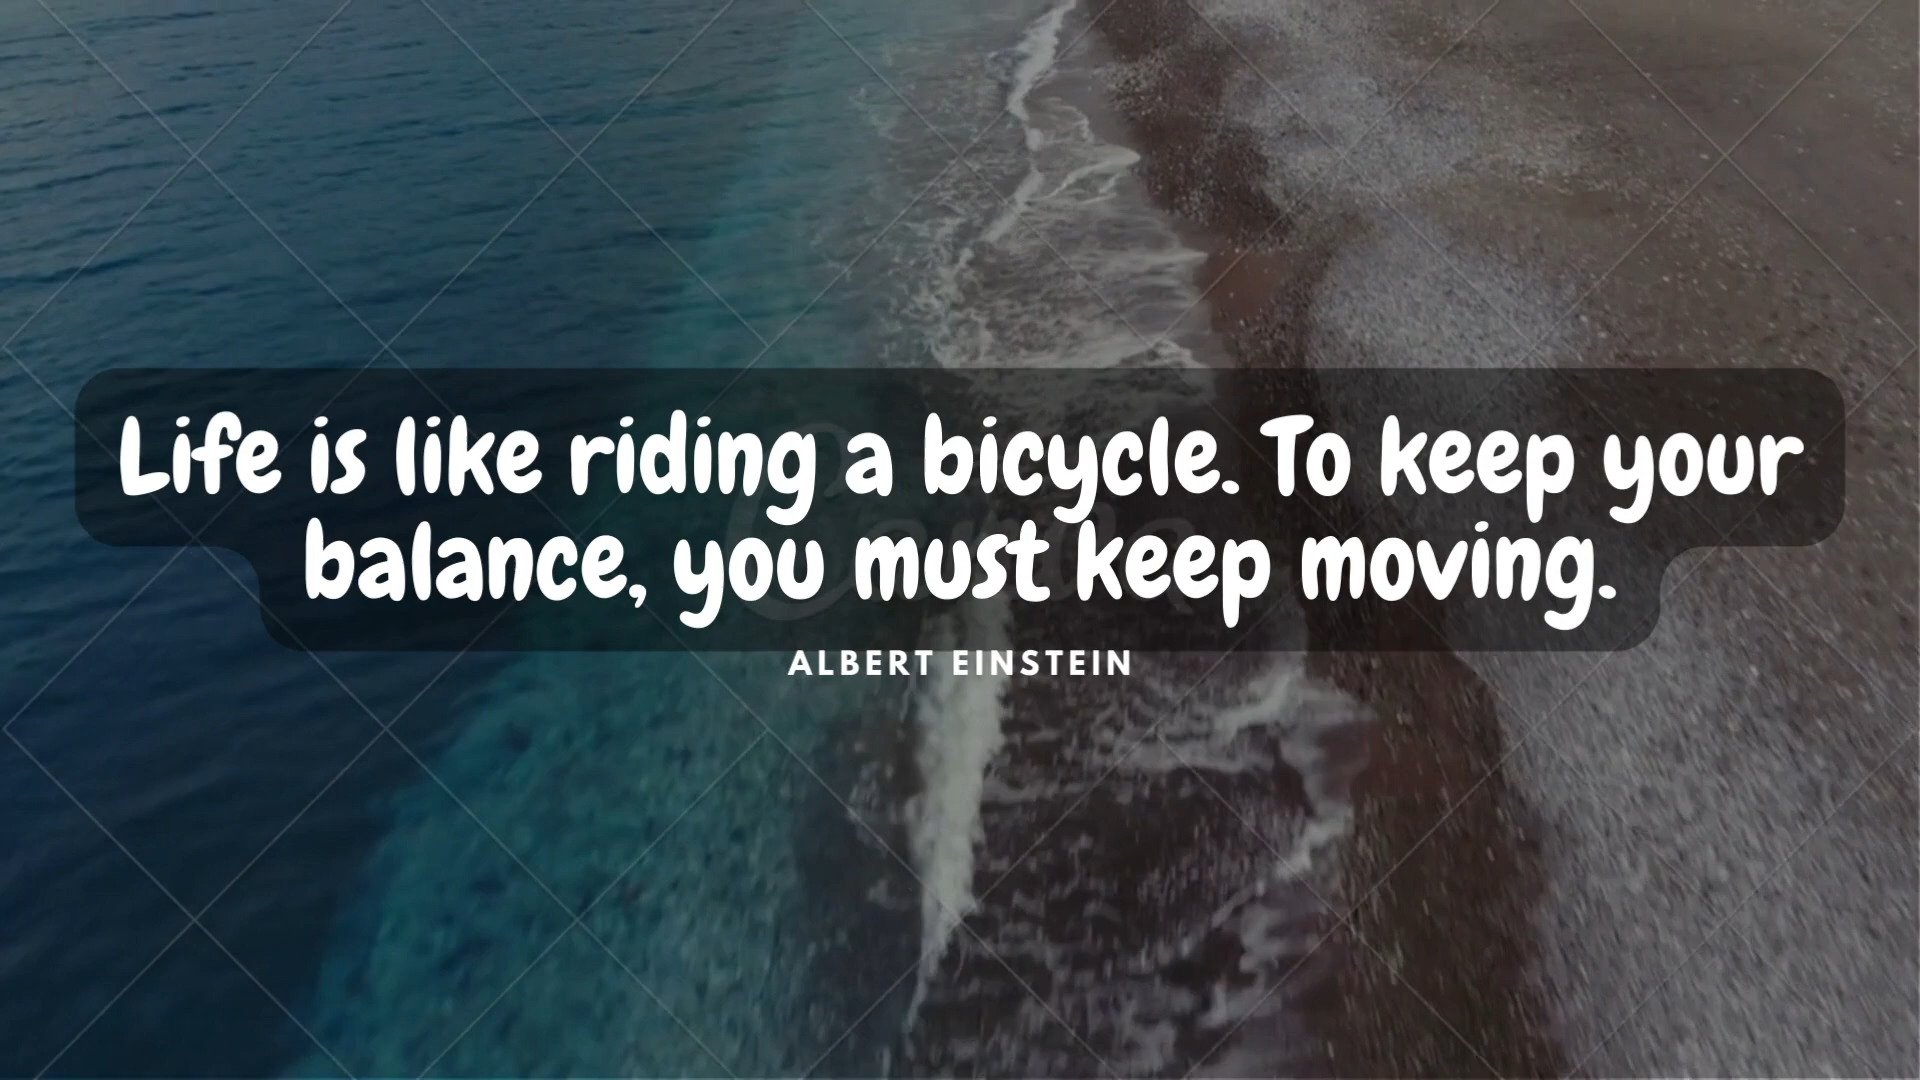 Life is like riding a bicycle. To keep your
balance, you must keep moving.
ALBERT EINSTEIN